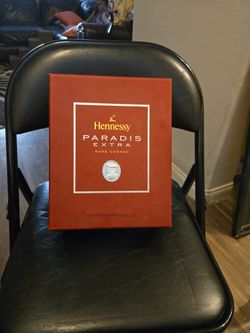 Hennessy
PARADIS
EXTRA
RARE COGNAC